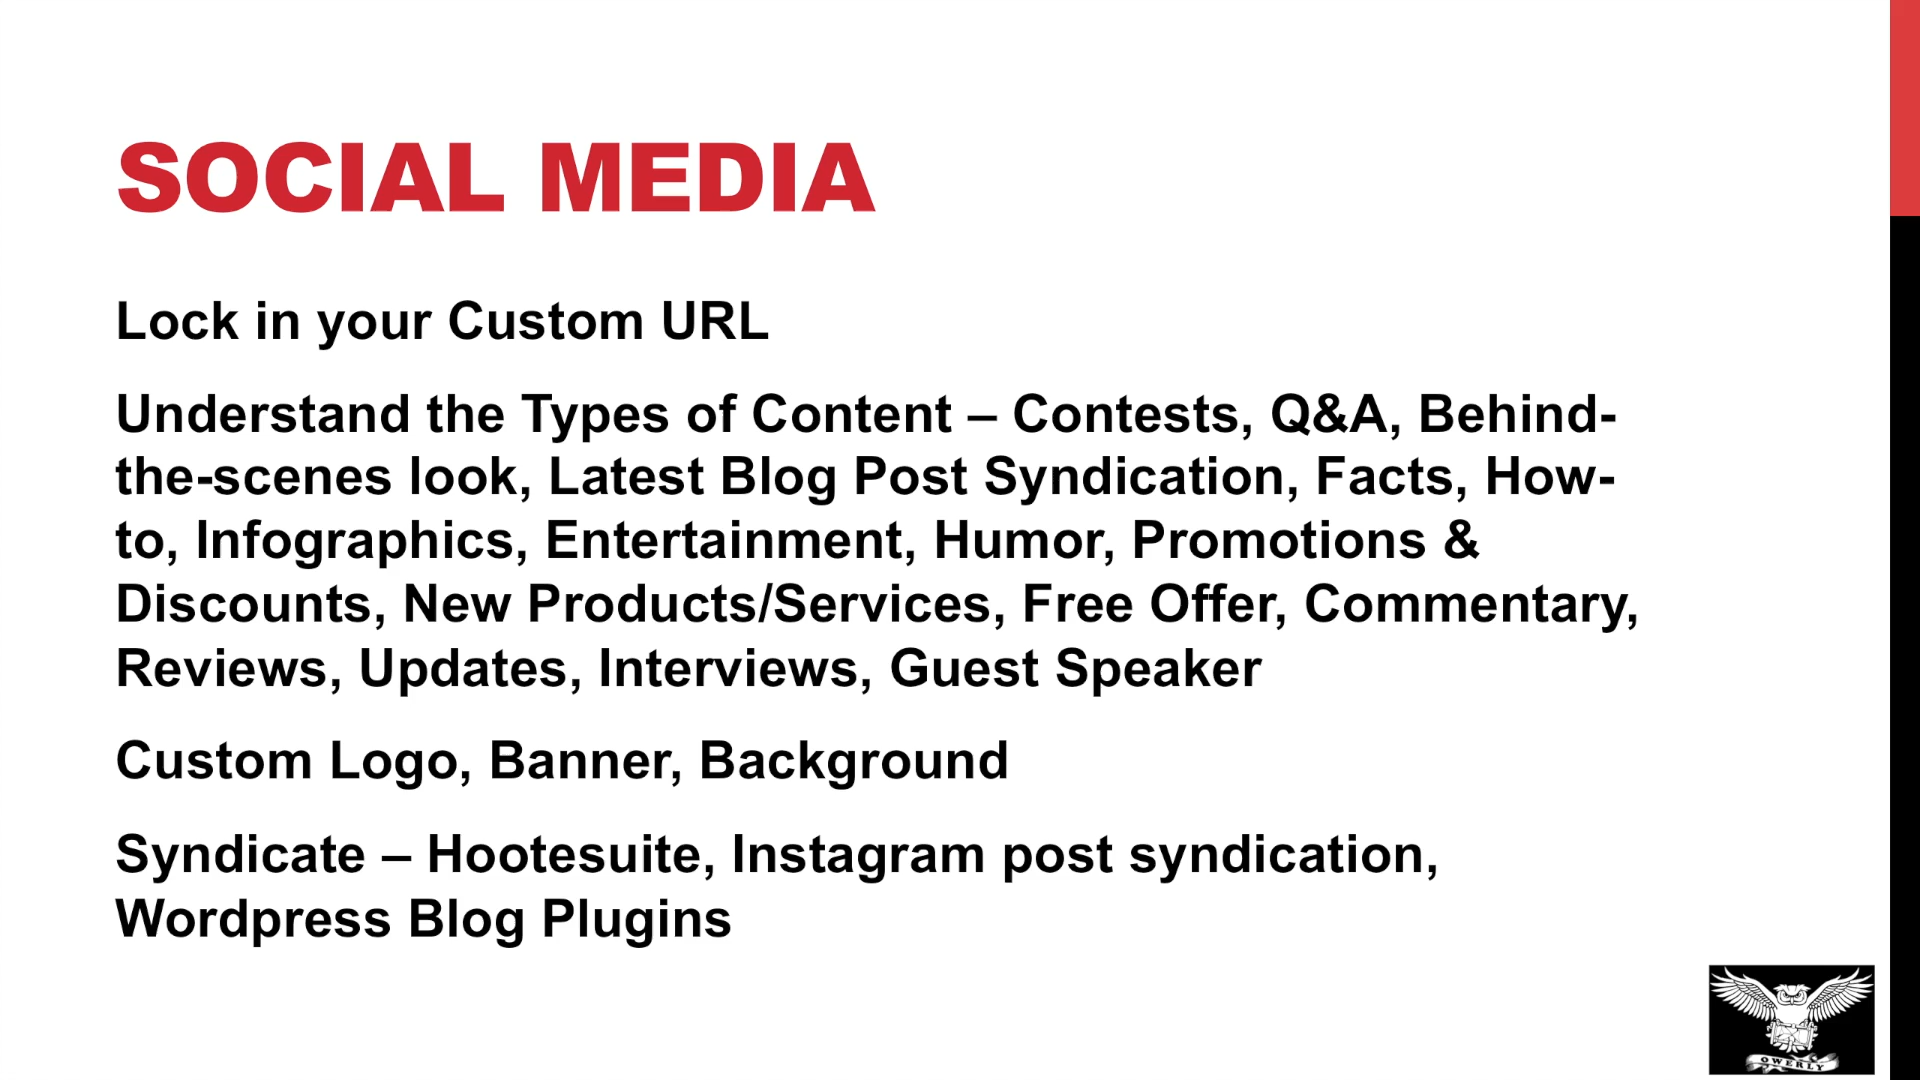 SOCIAL MEDIA
Lock in your Custom URL
Understand the Types of Content – Contests, Q&A, Behind-
the-scenes look, Latest Blog Post Syndication, Facts, How-
to, Infographics, Entertainment, Humor, Promotions &
Discounts, New Products/Services, Free Offer, Commentary,
Reviews, Updates, Interviews, Guest Speaker
Custom Logo, Banner, Background
Syndicate – Hootesuite, Instagram post syndication,
Wordpress Blog Plugins
OWERLY